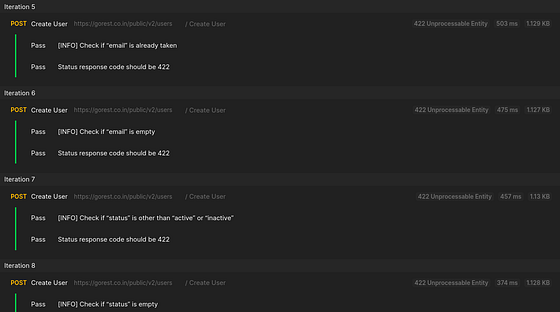 Iteration 5
POST Create User https://gorest.co.in/public/v2/users / Create User 422 Unprocessable Entity 503 ms 1.129 KB
Pass [INFO] Check if “email” is already taken
Pass Status response code should be 422
Iteration 6
POST Create User https://gorest.co.in/public/v2/users / Create User 422 Unprocessable Entity 475 ms 1.127 KB
Pass [INFO] Check if “email” is empty
Pass Status response code should be 422
Iteration 7
POST Create User https://gorest.co.in/public/v2/users / Create User 422 Unprocessable Entity 457 ms 1.13 KB
Pass [INFO] Check if “status” is other than “active” or “inactive”
Pass Status response code should be 422
Iteration 8
POST Create User https://gorest.co.in/public/v2/users / Create User 422 Unprocessable Entity 374 ms 1.128 KB
Pass [INFO] Check if “status” is empty